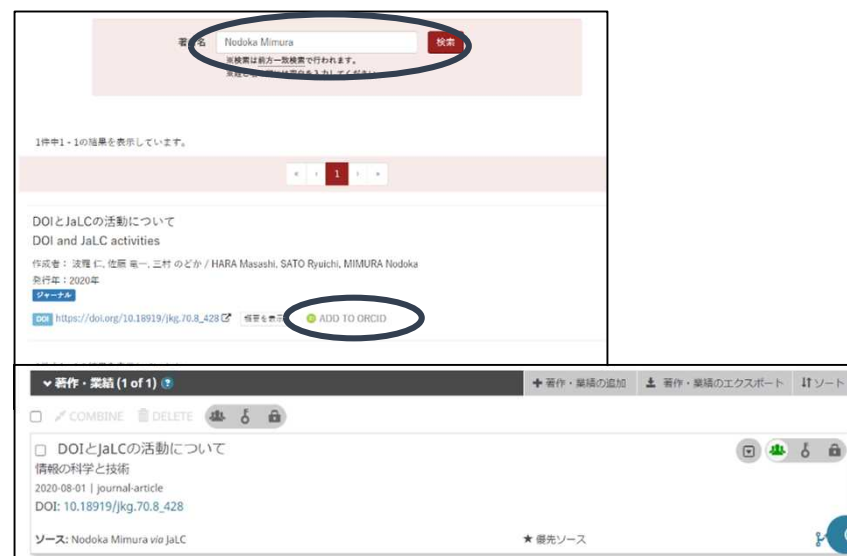 著 名 Nodoka Mimura 検索
※検索は前方一致検索で行われます。
1件中1 - 1の結果を表示しています。
« ‹ 1 › »
DOIとJaLCの活動について
DOI and JaLC activities
作成者： 波羅 仁, 佐藤 竜一, 三村 のどか / HARA Masashi, SATO Ryuichi, MIMURA Nodoka
発行年：2020年
ジャーナル
DOI https://doi.org/10.18919/jkg.70.8_428 概要を表示 iD ADD TO ORCID
著作・業績 (1 of 1) ?
+ 著作・業績の追加 著作・業績のエクスポート ソート
COMBINE DELETE
DOIとJaLCの活動について
情報の科学と技術
2020-08-01 | journal-article
DOI: 10.18919/jkg.70.8_428
ソース: Nodoka Mimura via JaLC ★ 優先ソース